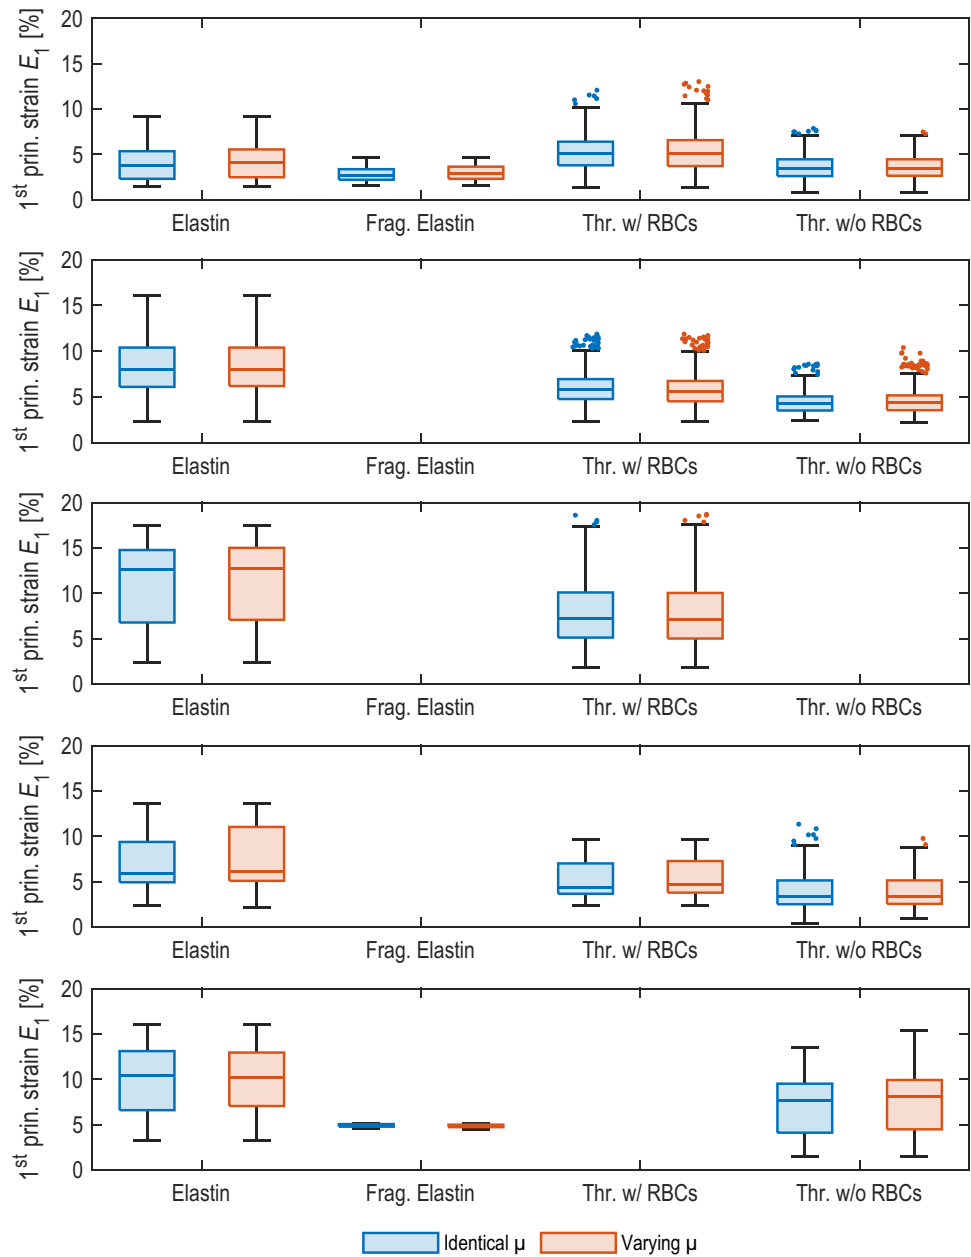 1st prin. strain E1 [%]
20
15
10
5
0
Elastin Frag. Elastin Thr. w/ RBCs Thr. w/o RBCs
1st prin. strain E1 [%]
20
15
10
5
0
Elastin Frag. Elastin Thr. w/ RBCs Thr. w/o RBCs
1st prin. strain E1 [%]
20
15
10
5
0
Elastin Frag. Elastin Thr. w/ RBCs Thr. w/o RBCs
1st prin. strain E1 [%]
20
15
10
5
0
Elastin Frag. Elastin Thr. w/ RBCs Thr. w/o RBCs
1st prin. strain E1 [%]
20
15
10
5
0
Elastin Frag. Elastin Thr. w/ RBCs Thr. w/o RBCs
Identical μ Varying μ